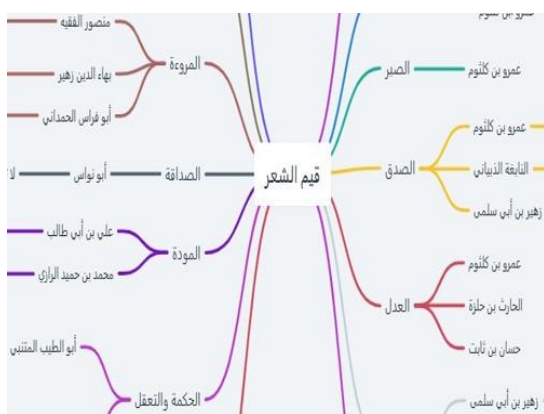 قيم الشعر
الصبر
عمرو بن كلثوم
الصدق
عمرو بن كلثوم
النابغة الذبياني
زهير بن أبي سلمى
العدل
عمرو بن كلثوم
الحارث بن حلزة
حسان بن ثابت
زهير بن أبي سلمى
المروءة
منصور الفقيه
بهاء الدين زهير
أبو فراس الحمداني
الصداقة
أبو نواس
المودة
علي بن أبي طالب
محمد بن حميد الرازي
الحكمة والتعقل
أبو الطيب المتنبي